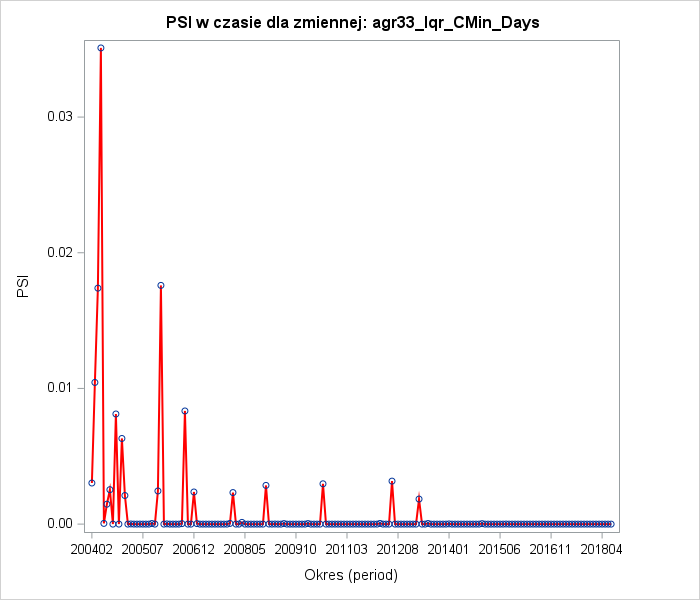 PSI w czasie dla zmiennej: agr33_Iqr_CMin_Days
0.03
0.02
0.01
0.00
PSI
200402 200507 200612 200805 200910 201103 201208 201401 201506 201611 201804
Okres (period)